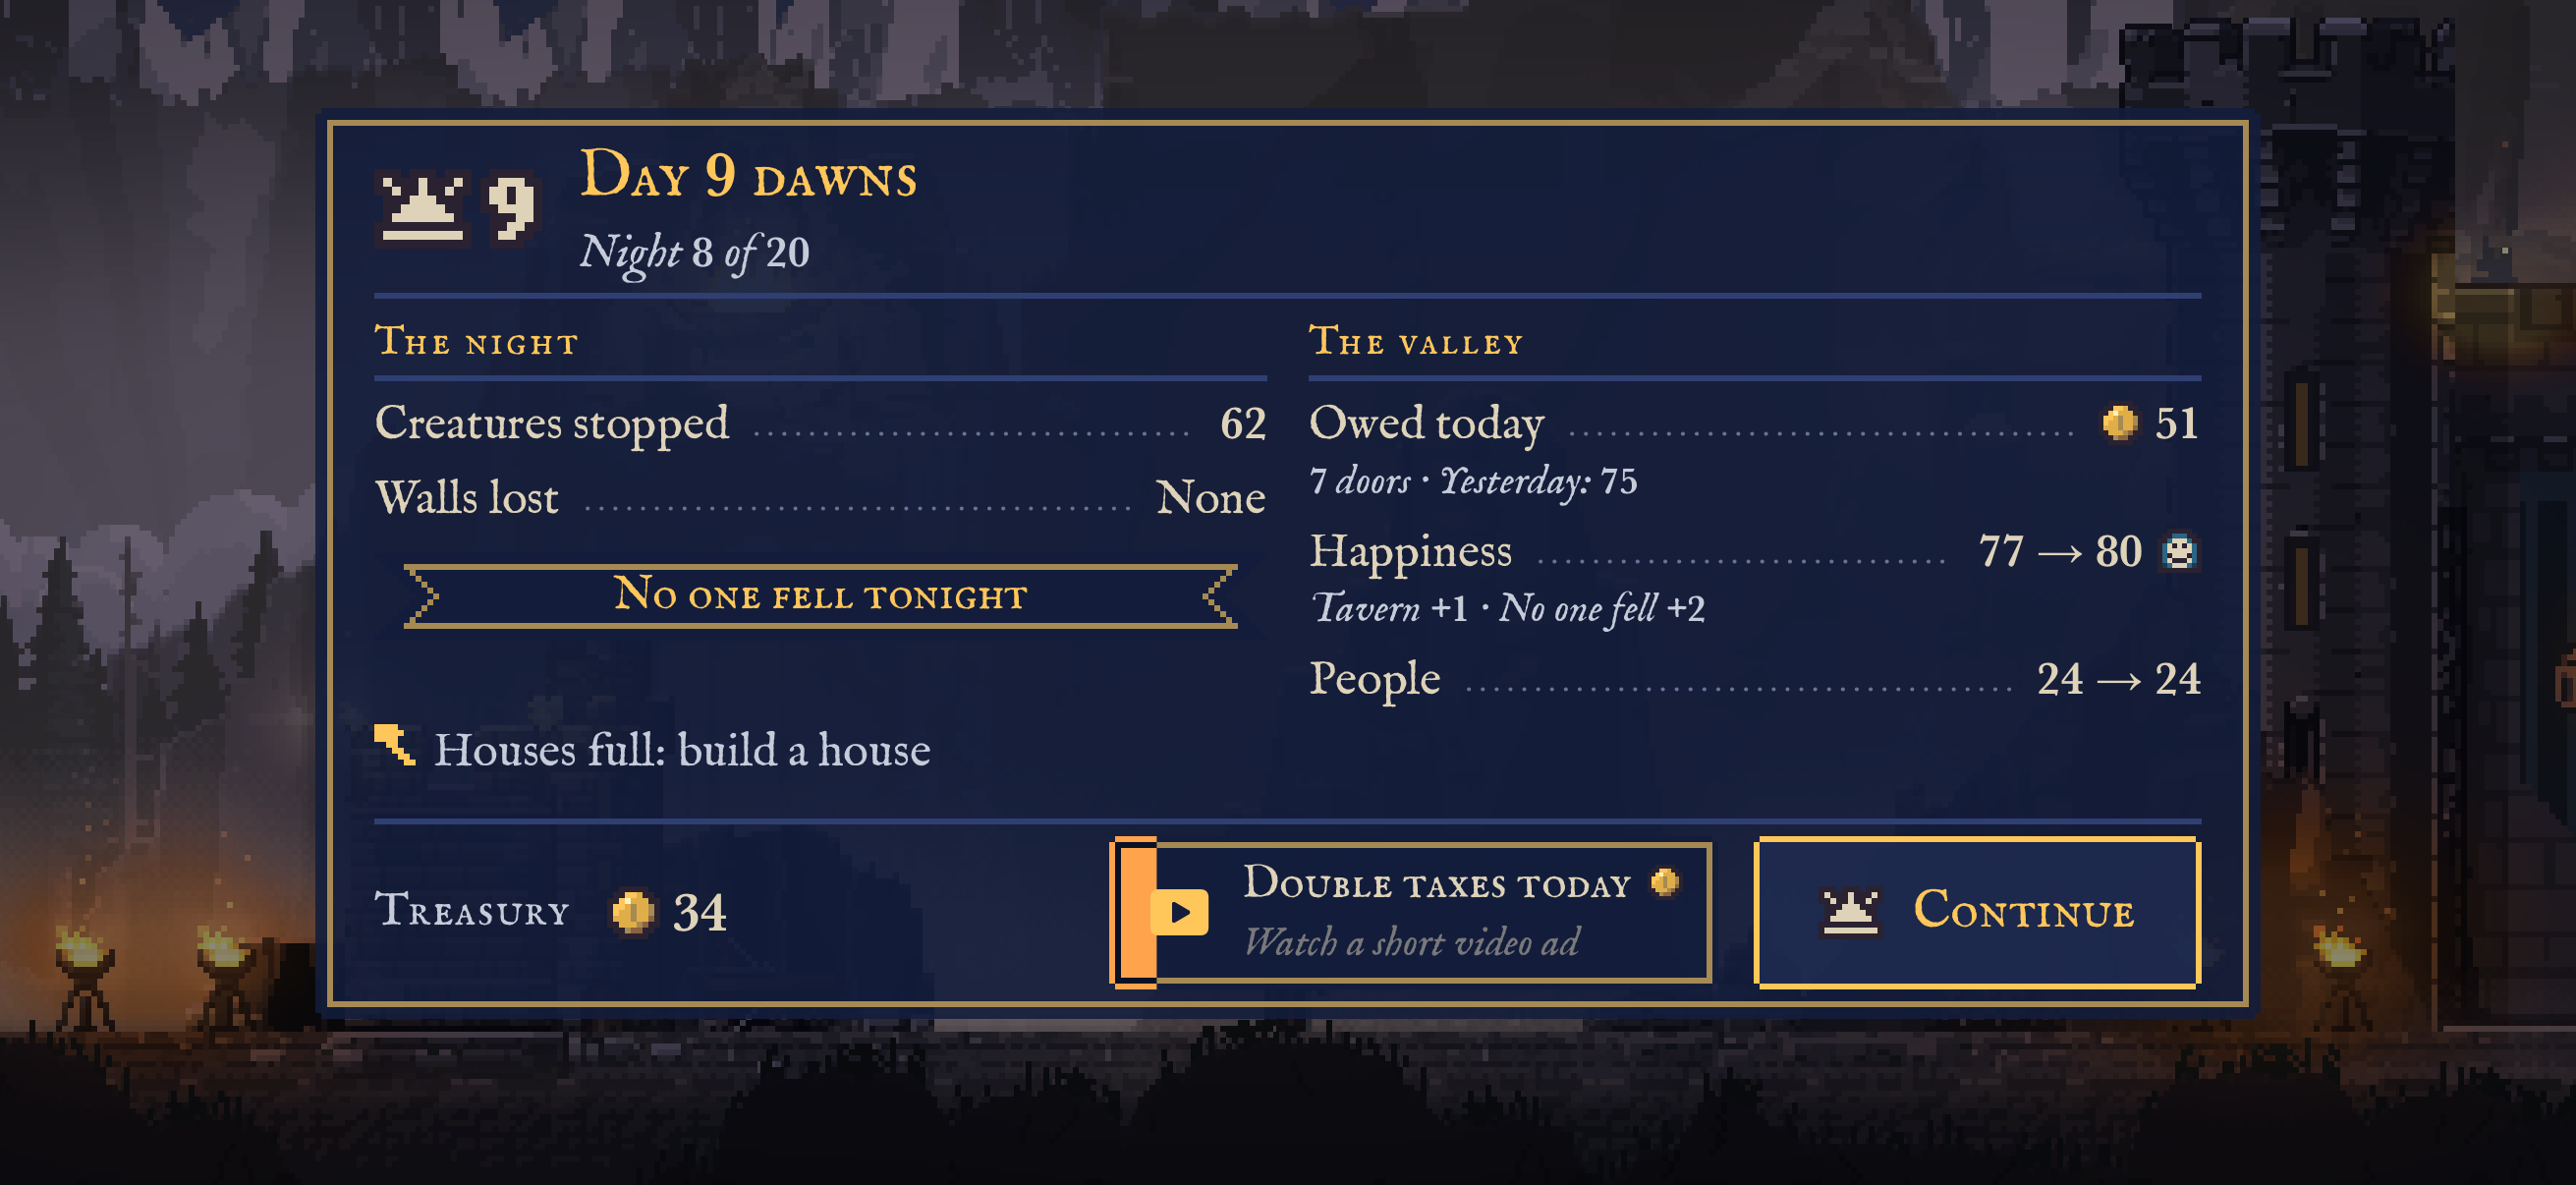 9
Day 9 dawns
Night 8 of 20
The night
Creatures stopped 62
Walls lost None
No one fell tonight
Houses full: build a house
The valley
Owed today 51
7 doors · Yesterday: 75
Happiness 77 → 80
Tavern +1 · No one fell +2
People 24 → 24
Treasury 34
Double taxes today
Watch a short video ad
Continue